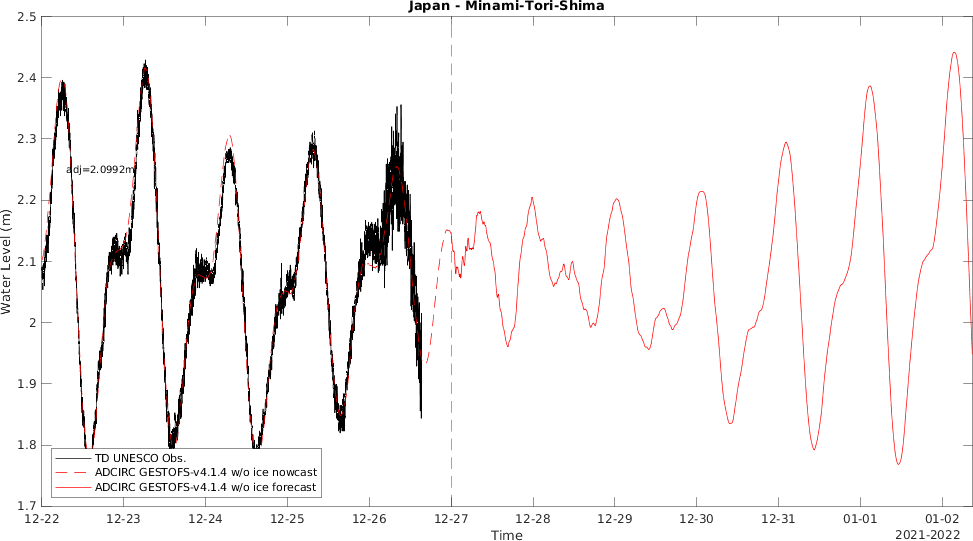 Japan - Minami-Tori-Shima
Water Level (m)
2.5
2.4
2.3
2.2
2.1
2
1.9
1.8
1.7
adj=2.0992m
TD UNESCO Obs.
ADCIRC GESTOFS-v4.1.4 w/o ice nowcast
ADCIRC GESTOFS-v4.1.4 w/o ice forecast
12-22 12-23 12-24 12-25 12-26 12-27 12-28 12-29 12-30 12-31 01-01 01-02
Time
2021-2022